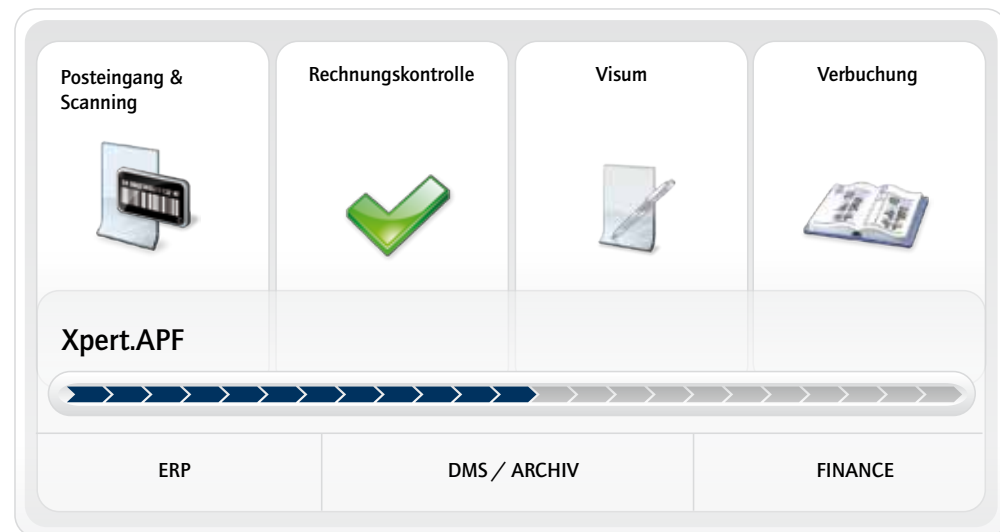 Posteingang &
Scanning
Rechnungskontrolle
Visum
Verbuchung
Xpert.APF
ERP
DMS / ARCHIV
FINANCE